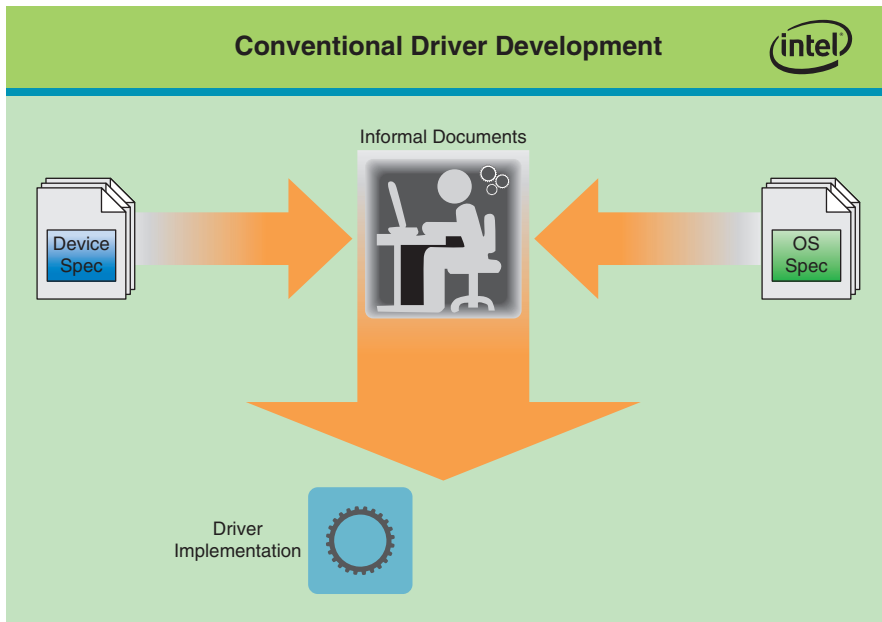 Conventional Driver Development
intel
Informal Documents
Device
Spec
OS
Spec
Driver
Implementation